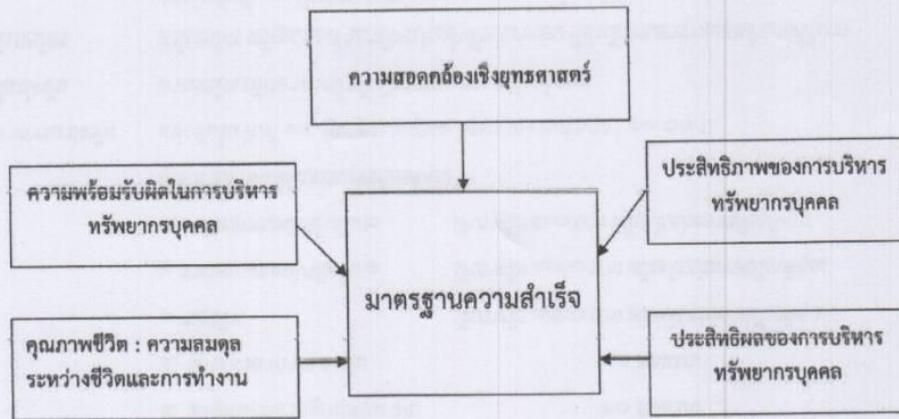 ความสอดคล้องเชิงยุทธศาสตร์
ความพร้อมรับผิดในการบริหาร
ทรัพยากรบุคคล
ประสิทธิภาพของการบริหาร
ทรัพยากรบุคคล
มาตรฐานความสำเร็จ
คุณภาพชีวิต : ความสมดุล
ระหว่างชีวิตและการทำงาน
ประสิทธิผลของการบริหาร
ทรัพยากรบุคคล